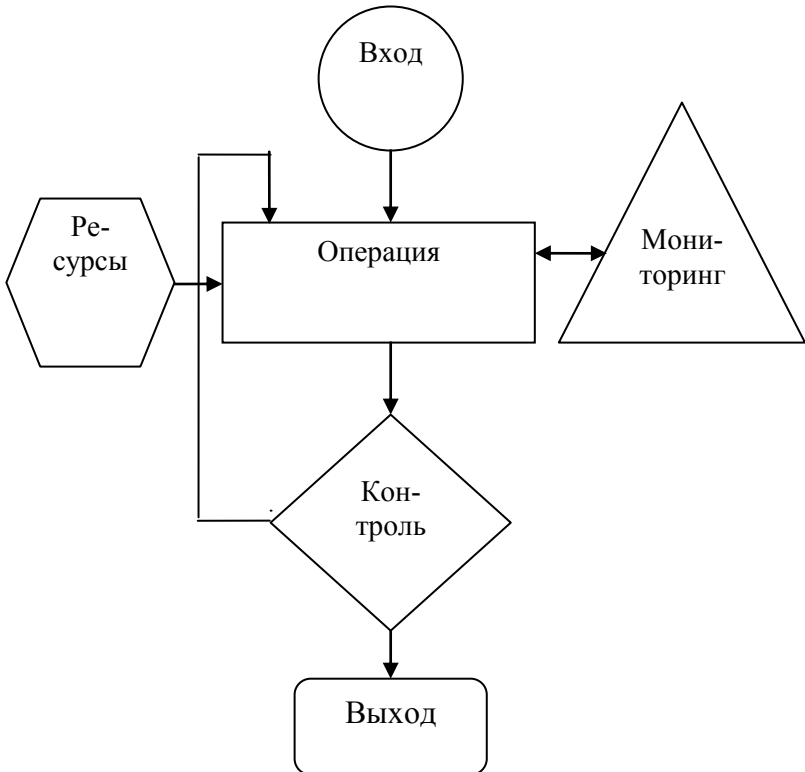 Вход
Ре-
сурсы
Операция
Мони-
торинг
Кон-
троль
Выход